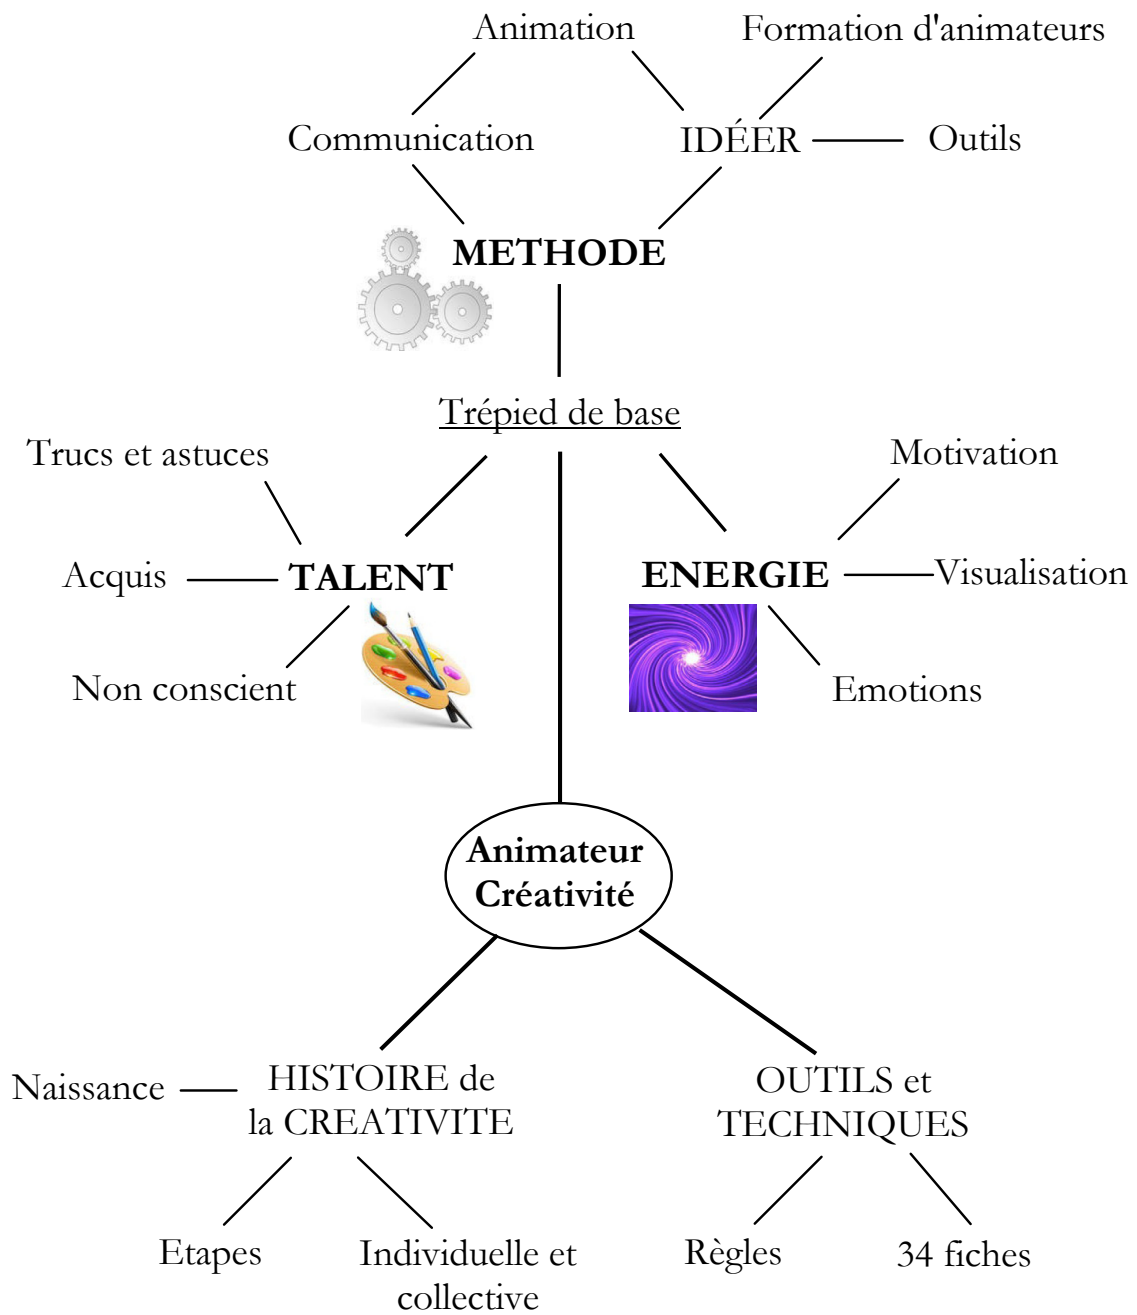 Animation
Formation d'animateurs
Communication
IDÉER
Outils
METHODE
Trépied de base
Trucs et astuces
Motivation
Acquis
TALENT
ENERGIE
Visualisation
Non conscient
Emotions
Animateur
Créativité
Naissance
HISTOIRE de
la CREATIVITE
OUTILS et
TECHNIQUES
Etapes
Individuelle et
collective
Règles
34 fiches